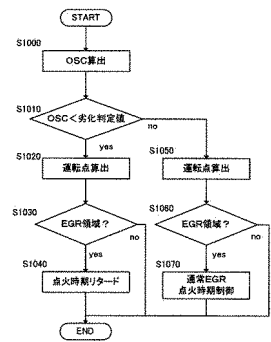 START
S1000
OSC算出
S1010
OSC<劣化判定値
no
yes
S1020
運転点算出
S1050
運転点算出
S1030
EGR領域?
no
yes
S1060
EGR領域?
no
yes
S1040
点火時期リタード
S1070
通常EGR
点火時期制御
END